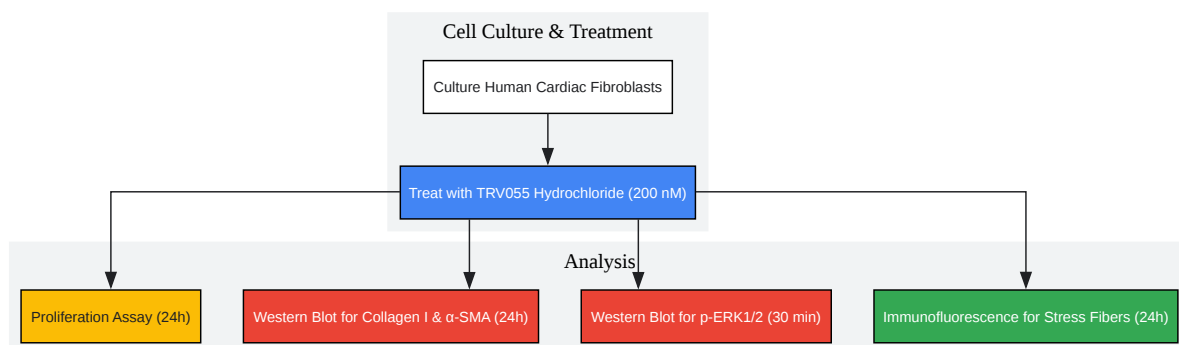 Cell Culture & Treatment
Culture Human Cardiac Fibroblasts
Treat with TRV055 Hydrochloride (200 nM)
Analysis
Proliferation Assay (24h)
Western Blot for Collagen I & α-SMA (24h)
Western Blot for p-ERK1/2 (30 min)
Immunofluorescence for Stress Fibers (24h)